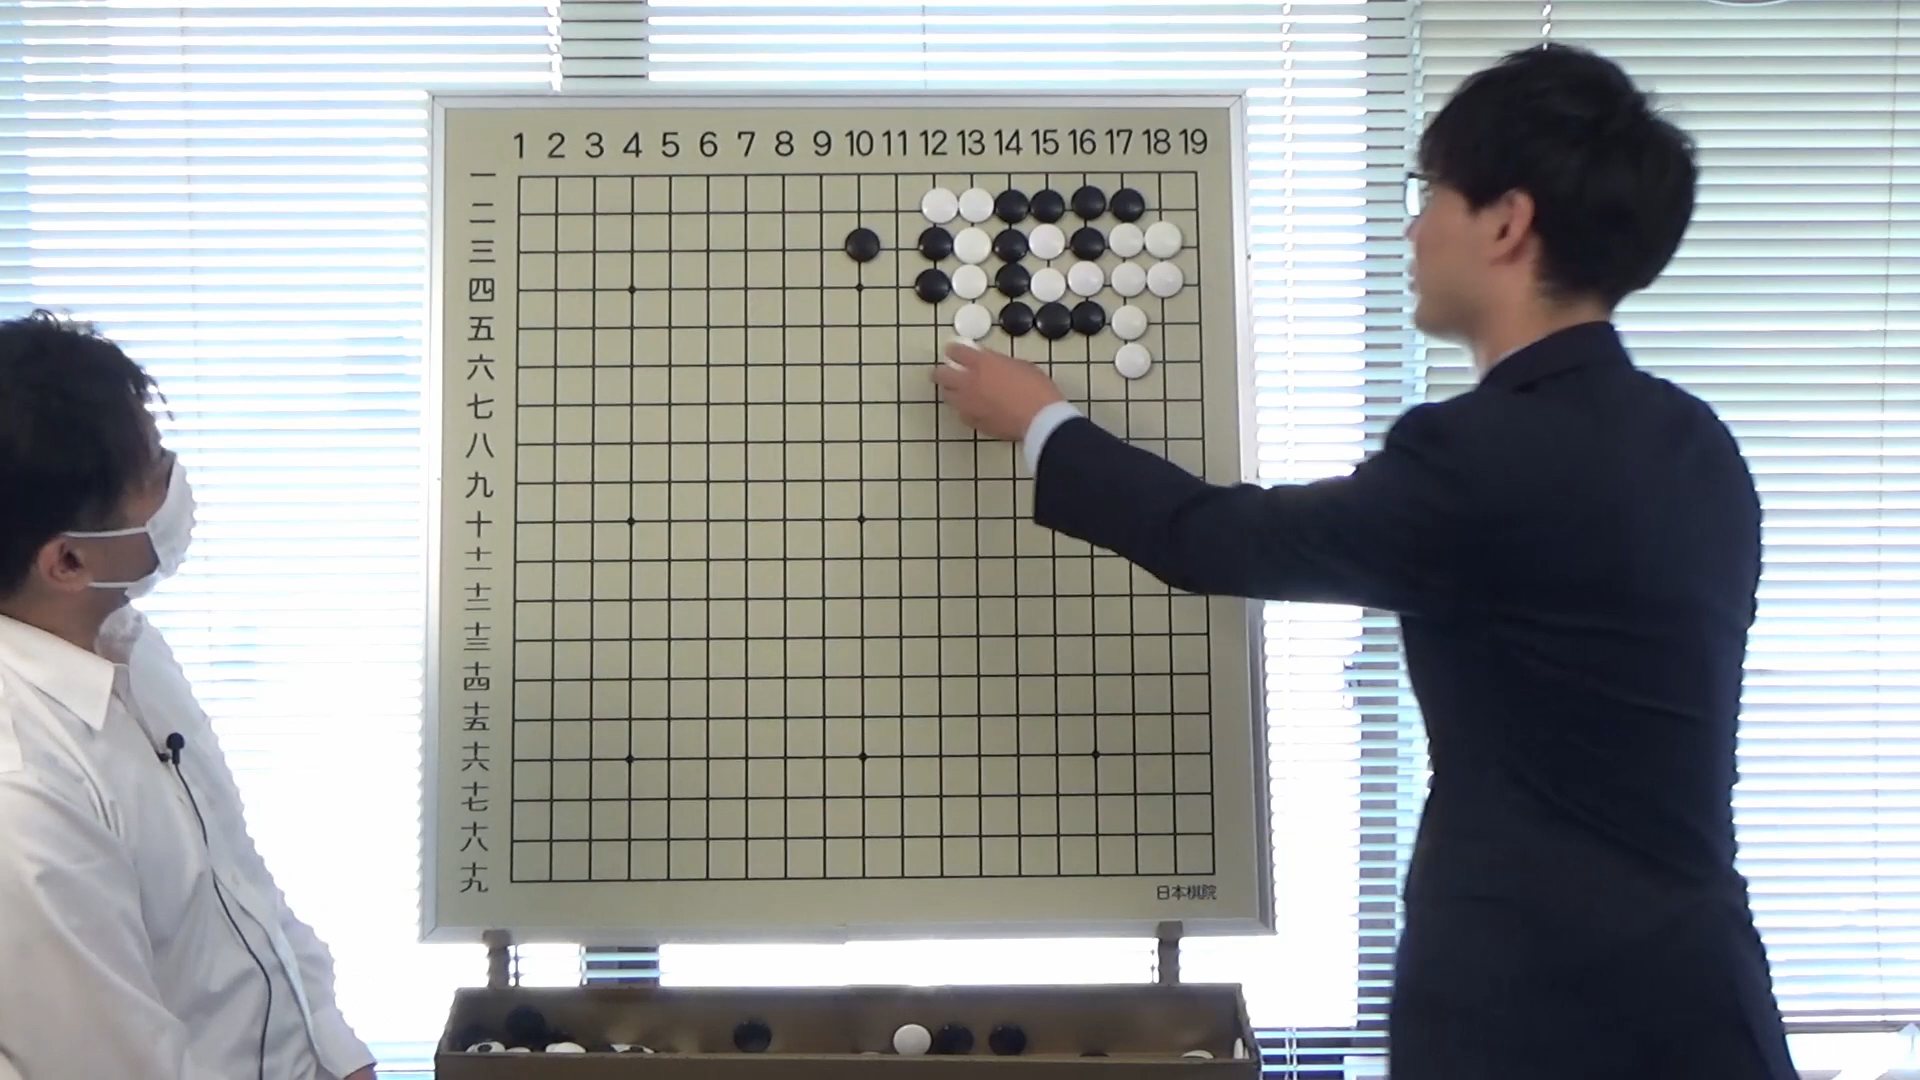 1 2 3 4 5 6 7 8 9 10 11 12 13 14 15 16 17 18 19
一
二
三
四
五
六
七
八
九
十
十一
十二
十三
十四
十五
十六
十七
十八
十九
日本棋院